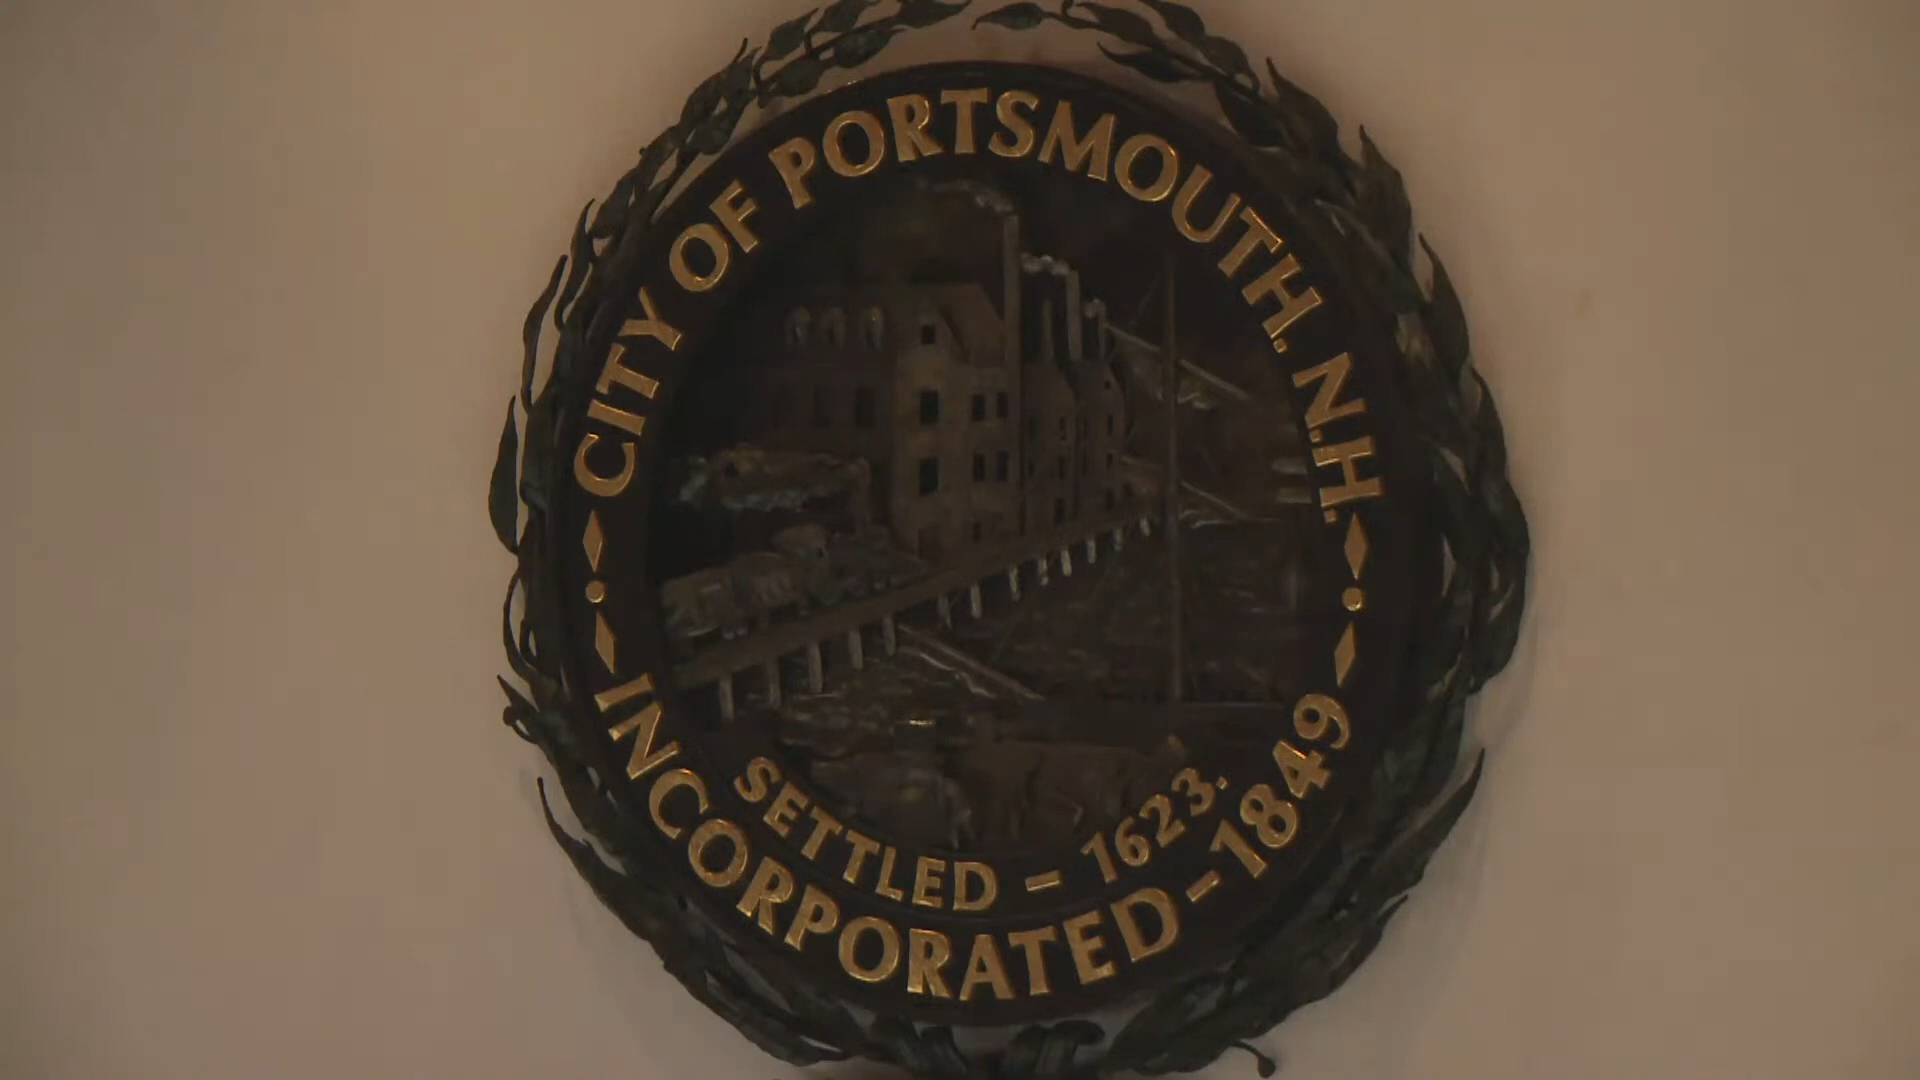 CITY OF PORTSMOUTH. N.H.
SETTLED – 1623.
INCORPORATED – 1849